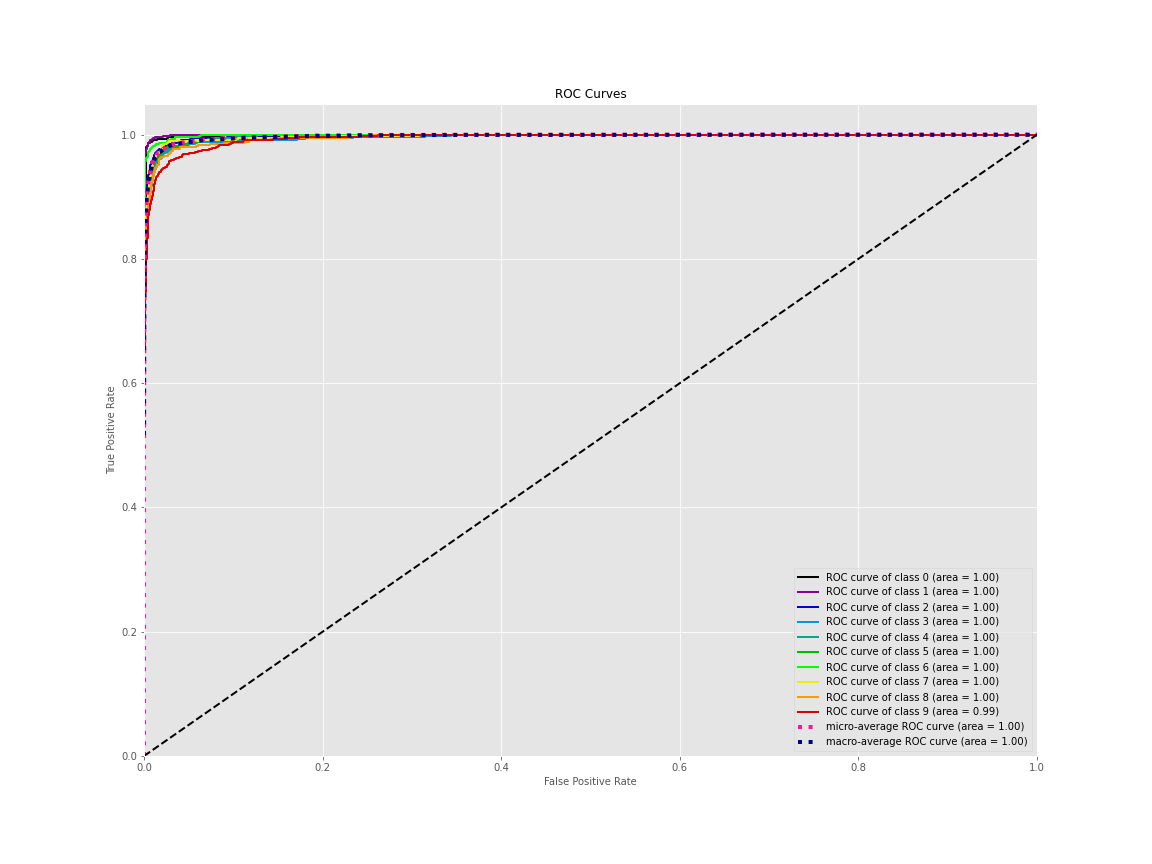 ROC Curves
True Positive Rate
1.0
0.8
0.6
0.4
0.2
0.0
0.0 0.2 0.4 0.6 0.8 1.0
False Positive Rate
ROC curve of class 0 (area = 1.00)
ROC curve of class 1 (area = 1.00)
ROC curve of class 2 (area = 1.00)
ROC curve of class 3 (area = 1.00)
ROC curve of class 4 (area = 1.00)
ROC curve of class 5 (area = 1.00)
ROC curve of class 6 (area = 1.00)
ROC curve of class 7 (area = 1.00)
ROC curve of class 8 (area = 1.00)
ROC curve of class 9 (area = 0.99)
micro-average ROC curve (area = 1.00)
macro-average ROC curve (area = 1.00)